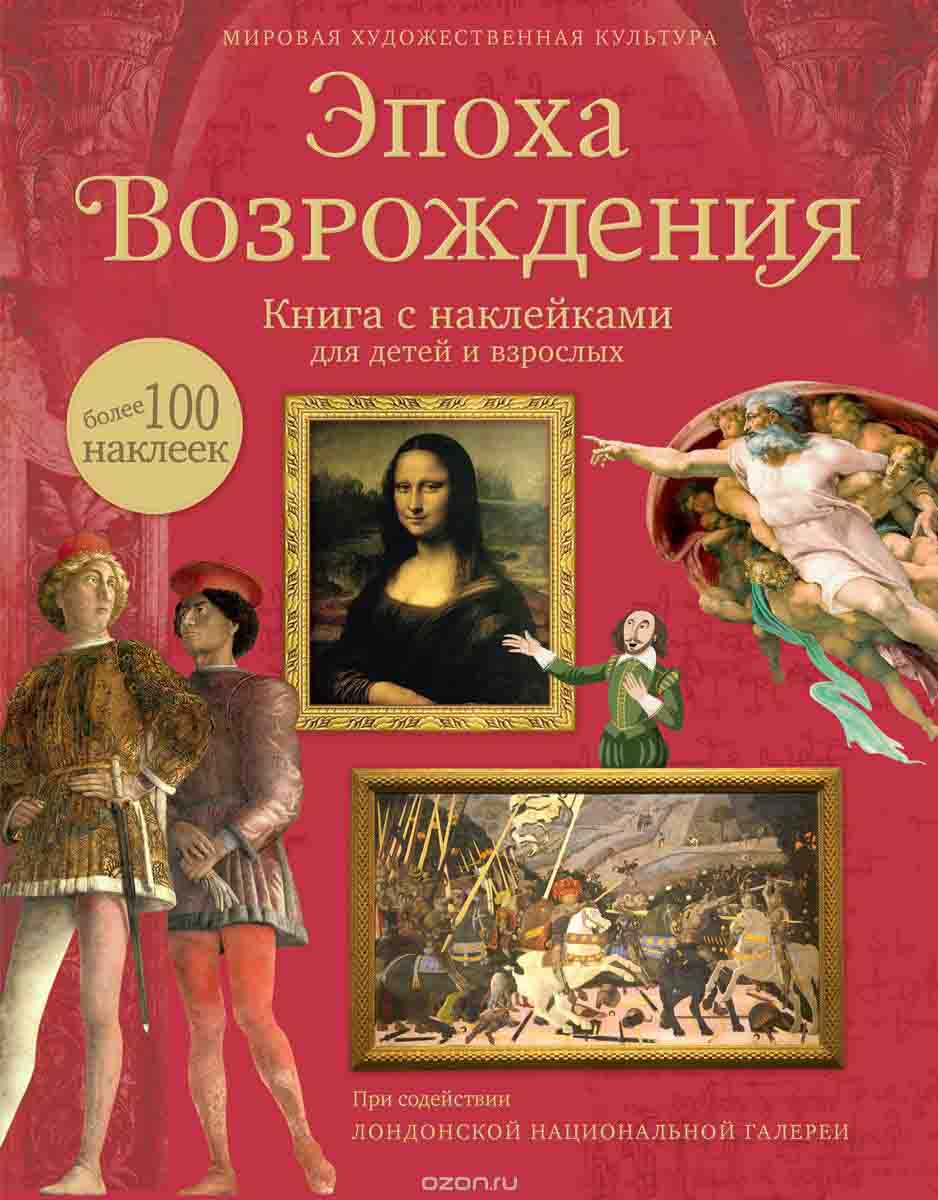 МИРОВАЯ ХУДОЖЕСТВЕННАЯ КУЛЬТУРА
Эпоха
Возрождения
Книга с наклейками
для детей и взрослых
более 100
наклеек
При содействии
ЛОНДОНСКОЙ НАЦИОНАЛЬНОЙ ГАЛЕРЕИ
ozon.ru